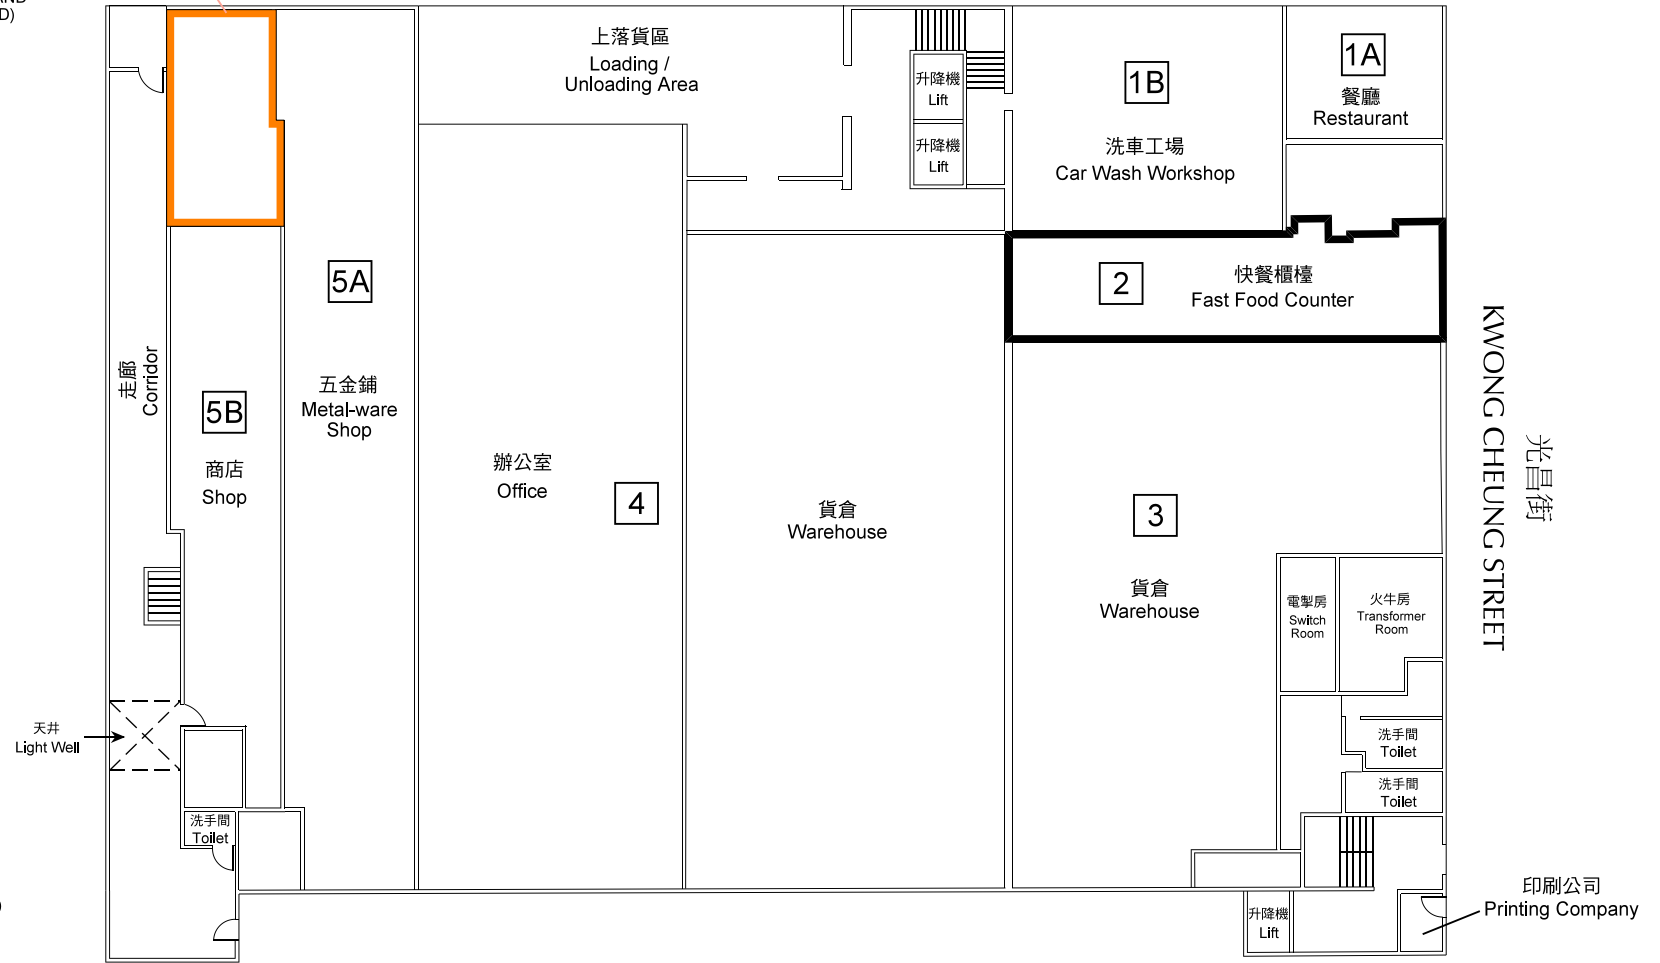 AND
D)
上落貨區
Loading /
Unloading Area
升降機
Lift
升降機
Lift
1B
洗車工場
Car Wash Workshop
1A
餐廳
Restaurant
2
快餐櫃檯
Fast Food Counter
走廊
Corridor
5A
五金鋪
Metal-ware
Shop
5B
商店
Shop
辦公室
Office
4
貨倉
Warehouse
3
貨倉
Warehouse
電掣房
Switch
Room
火牛房
Transformer
Room
光昌街
KWONG CHEUNG STREET
天井
Light Well
洗手間
Toilet
洗手間
Toilet
洗手間
Toilet
升降機
Lift
印刷公司
Printing Company
)